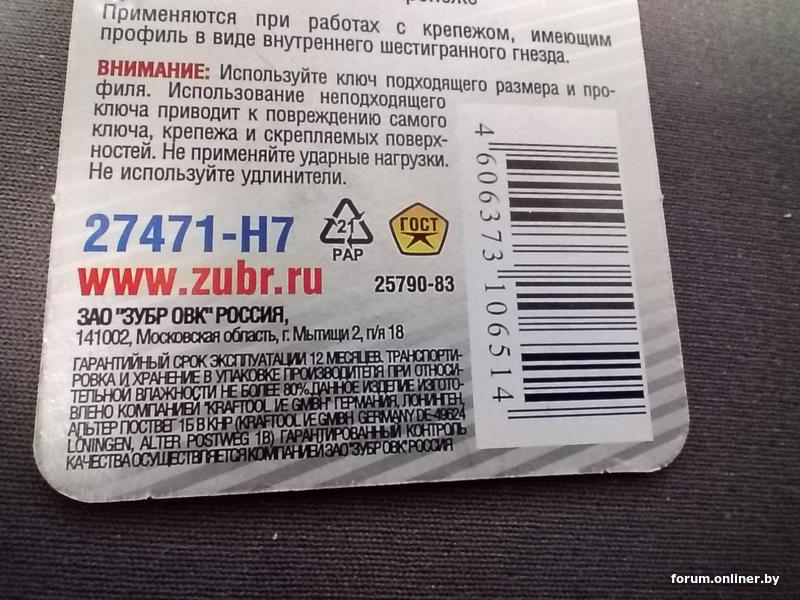 Применяются при работах с крепежом, имеющим
профиль в виде внутреннего шестигранного гнезда.
ВНИМАНИЕ: Используйте ключ подходящего размера и про-
филя. Использование неподходящего
ключа приводит к повреждению самого
ключа, крепежа и скрепляемых поверх-
ностей. Не применяйте ударные нагрузки.
Не используйте удлинители.
27471-H7
21
PAP
ГОСТ
www.zubr.ru
25790-83
ЗАО "ЗУБР ОВК" РОССИЯ,
141002, Московская область, г. Мытищи 2, п/я 18
ГАРАНТИЙНЫЙ СРОК ЭКСПЛУАТАЦИИ 12 МЕСЯЦЕВ. ТРАНСПОРТИ-
РОВКА И ХРАНЕНИЕ В УПАКОВКЕ ПРОИЗВОДИТЕЛЯ ПРИ ОТНОСИ-
ТЕЛЬНОЙ ВЛАЖНОСТИ НЕ БОЛЕЕ 80%. ДАННОЕ ИЗДЕЛИЕ ИЗГОТО-
ВЛЕНО КОМПАНИЕЙ "KRAFTOOL I/E GMBH" ГЕРМАНИЯ, ЛОНИНГЕН,
АЛЬТЕР ПОСТВЕГ 1Б В КНР (KRAFTOOL I/E GMBH GERMANY DE-49624
LÖNINGEN, ALTER POSTWEG 1B) ГАРАНТИРОВАННЫЙ КОНТРОЛЬ
КАЧЕСТВА ОСУЩЕСТВЛЯЕТСЯ КОМПАНИЕЙ ЗАО "ЗУБР ОВК" РОССИЯ
4 606373 106514
forum.onliner.by